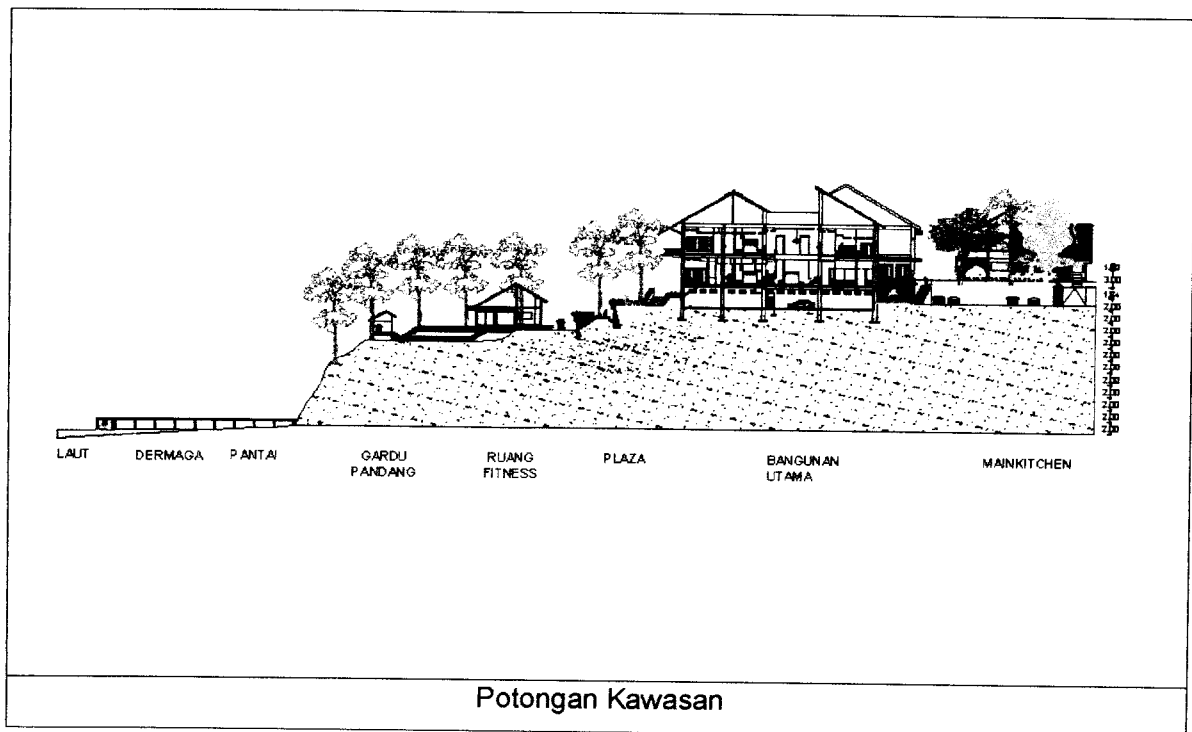 LAUT
DERMAGA
PANTAI
GARDU
PANDANG
RUANG
FITNESS
PLAZA
BANGUNAN
UTAMA
MAINKITCHEN
Potongan Kawasan